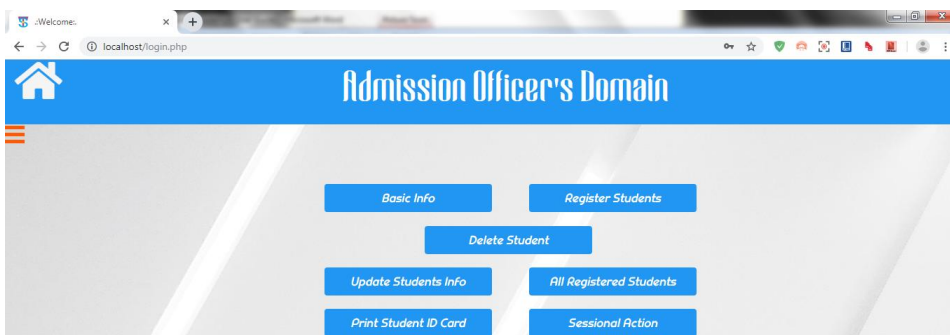 .:Welcome:.
localhost/login.php
Admission Officer's Domain
Basic Info
Register Students
Delete Student
Update Students Info
All Registered Students
Print Student ID Card
Sessional Action